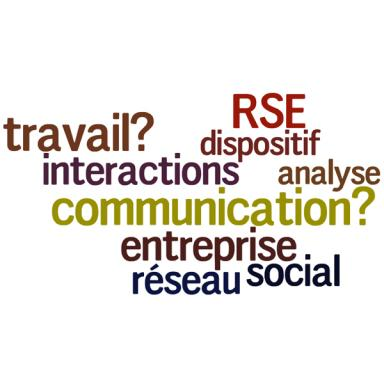 RSE
travail? dispositif
interactions analyse
communication?
entreprise
réseau social